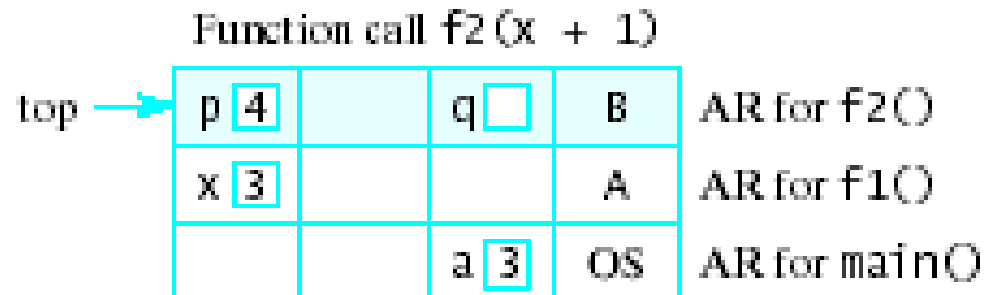 Function call f2(x + 1)
top p 4 q B AR for f2()
x 3 A AR for f1()
a 3 OS AR for main()